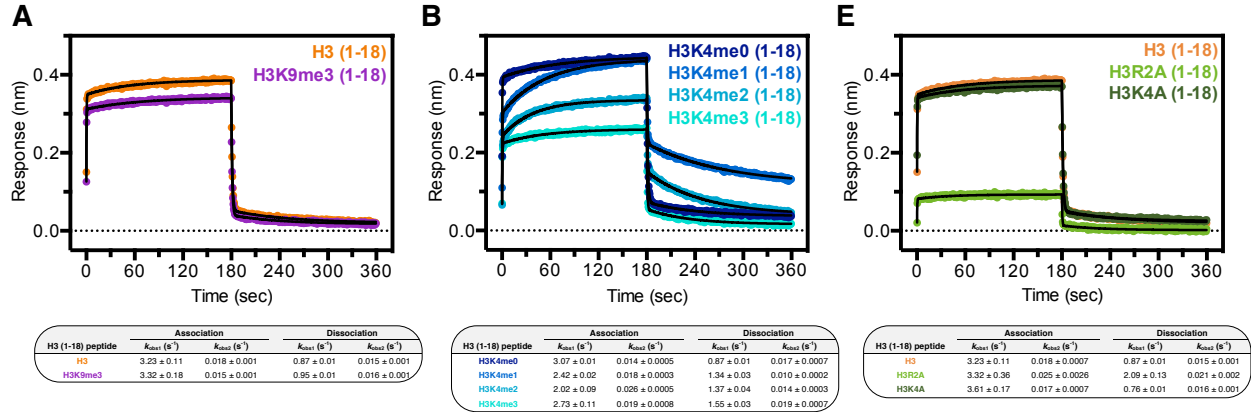 A
H3 (1-18)
H3K9me3 (1-18)
Response (nm)
0.4
0.2
0.0
0 60 120 180 240 300 360
Time (sec)
Association Dissociation
H3 (1-18) peptide kobs1 (s⁻¹) kobs2 (s⁻¹) kobs1 (s⁻¹) kobs2 (s⁻¹)
H3 3.23 ± 0.11 0.018 ± 0.001 0.87 ± 0.01 0.015 ± 0.001
H3K9me3 3.32 ± 0.18 0.015 ± 0.001 0.95 ± 0.01 0.016 ± 0.001
B
H3K4me0 (1-18)
H3K4me1 (1-18)
H3K4me2 (1-18)
H3K4me3 (1-18)
Response (nm)
0.4
0.2
0.0
0 60 120 180 240 300 360
Time (sec)
Association Dissociation
H3 (1-18) peptide kobs1 (s⁻¹) kobs2 (s⁻¹) kobs1 (s⁻¹) kobs2 (s⁻¹)
H3K4me0 3.07 ± 0.01 0.014 ± 0.0005 0.87 ± 0.01 0.017 ± 0.0007
H3K4me1 2.42 ± 0.02 0.018 ± 0.0003 1.34 ± 0.03 0.010 ± 0.0002
H3K4me2 2.02 ± 0.09 0.026 ± 0.0005 1.37 ± 0.04 0.014 ± 0.0003
H3K4me3 2.73 ± 0.11 0.019 ± 0.0008 1.55 ± 0.03 0.019 ± 0.0007
E
H3 (1-18)
H3R2A (1-18)
H3K4A (1-18)
Response (nm)
0.4
0.2
0.0
0 60 120 180 240 300 360
Time (sec)
Association Dissociation
H3 (1-18) peptide kobs1 (s⁻¹) kobs2 (s⁻¹) kobs1 (s⁻¹) kobs2 (s⁻¹)
H3 3.23 ± 0.11 0.018 ± 0.0007 0.87 ± 0.01 0.015 ± 0.001
H3R2A 3.32 ± 0.36 0.025 ± 0.0026 2.09 ± 0.13 0.021 ± 0.002
H3K4A 3.61 ± 0.17 0.017 ± 0.0007 0.76 ± 0.01 0.016 ± 0.001